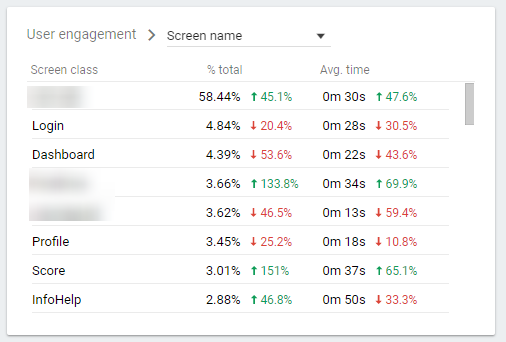 User engagement > Screen name
Screen class % total Avg. time
58.44% ↑ 45.1% 0m 30s ↑ 47.6%
Login 4.84% ↓ 20.4% 0m 28s ↓ 30.5%
Dashboard 4.39% ↓ 53.6% 0m 22s ↓ 43.6%
3.66% ↑ 133.8% 0m 34s ↑ 69.9%
3.62% ↓ 46.5% 0m 13s ↓ 59.4%
Profile 3.45% ↓ 25.2% 0m 18s ↓ 10.8%
Score 3.01% ↑ 151% 0m 37s ↑ 65.1%
InfoHelp 2.88% ↑ 46.8% 0m 50s ↓ 33.3%